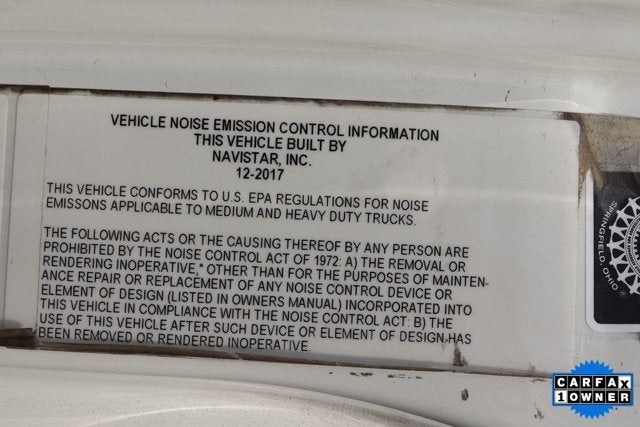 VEHICLE NOISE EMISSION CONTROL INFORMATION
THIS VEHICLE BUILT BY
NAVISTAR, INC.
12-2017
THIS VEHICLE CONFORMS TO U.S. EPA REGULATIONS FOR NOISE
EMISSONS APPLICABLE TO MEDIUM AND HEAVY DUTY TRUCKS.
THE FOLLOWING ACTS OR THE CAUSING THEREOF BY ANY PERSON ARE
PROHIBITED BY THE NOISE CONTROL ACT OF 1972: A) THE REMOVAL OR
RENDERING INOPERATIVE," OTHER THAN FOR THE PURPOSES OF MAINTEN-
ANCE REPAIR OR REPLACEMENT OF ANY NOISE CONTROL DEVICE OR
ELEMENT OF DESIGN (LISTED IN OWNERS MANUAL) INCORPORATED INTO
THIS VEHICLE IN COMPLIANCE WITH THE NOISE CONTROL ACT: B) THE
USE OF THIS VEHICLE AFTER SUCH DEVICE OR ELEMENT OF DESIGN HAS
BEEN REMOVED OR RENDERED INOPERATIVE.
SPRINGFIELD, OHIO
®
CARFAX
1 OWNER